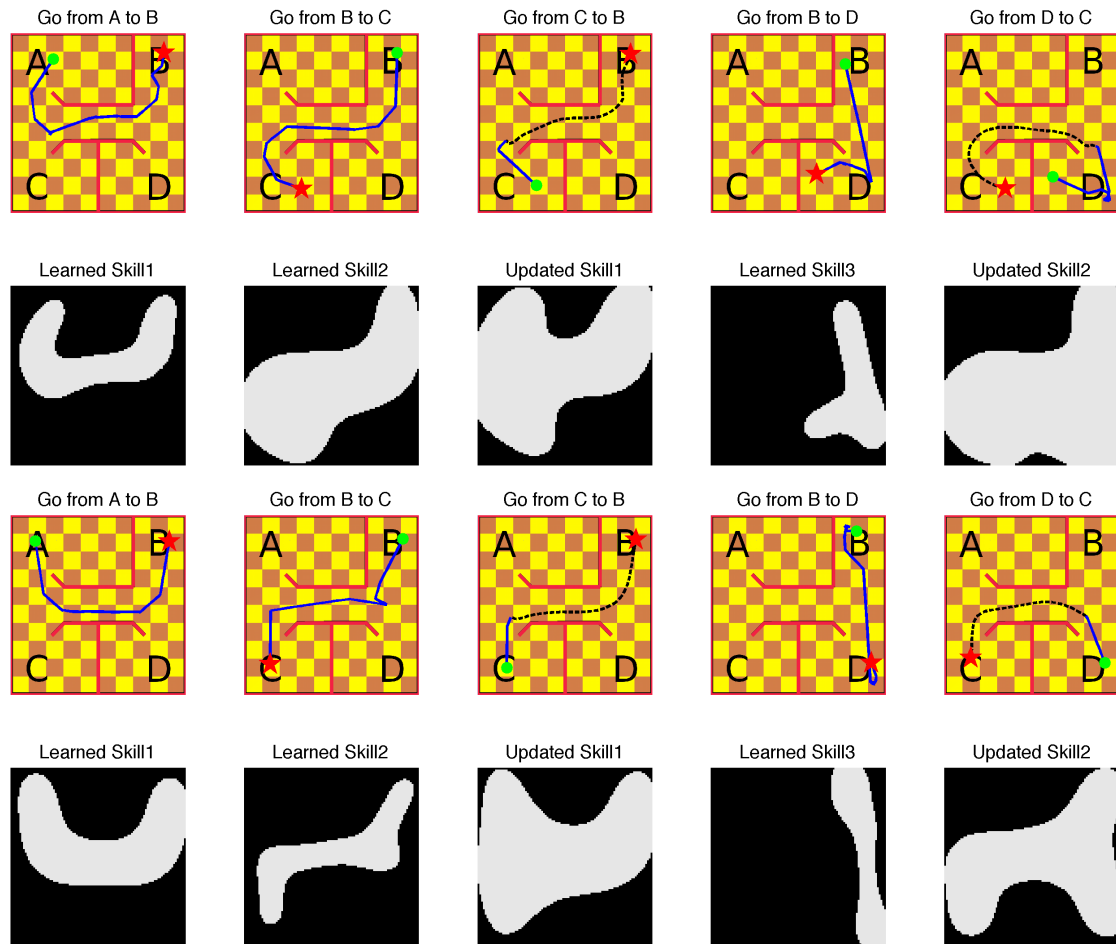 Go from A to B
Go from B to C
Go from C to B
Go from B to D
Go from D to C
A B
A B
A B
A B
A B
C D
C D
C D
C D
C D
Learned Skill1
Learned Skill2
Updated Skill1
Learned Skill3
Updated Skill2
Go from A to B
Go from B to C
Go from C to B
Go from B to D
Go from D to C
A B
A B
A B
A B
A B
C D
C D
C D
C D
C D
Learned Skill1
Learned Skill2
Updated Skill1
Learned Skill3
Updated Skill2